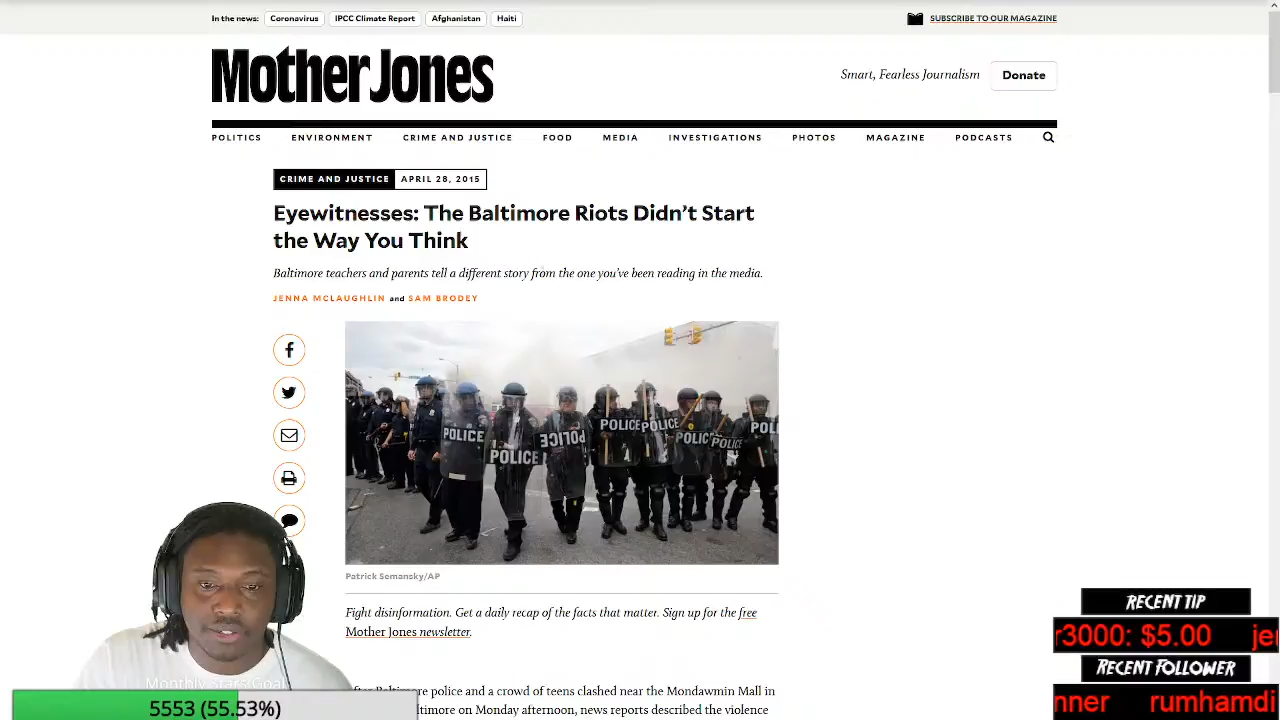 In the news:
Coronavirus
IPCC Climate Report
Afghanistan
Haiti
SUBSCRIBE TO OUR MAGAZINE
Mother Jones
Smart, Fearless Journalism
Donate
POLITICS
ENVIRONMENT
CRIME AND JUSTICE
FOOD
MEDIA
INVESTIGATIONS
PHOTOS
MAGAZINE
PODCASTS
CRIME AND JUSTICE
APRIL 28, 2015
Eyewitnesses: The Baltimore Riots Didn’t Start
the Way You Think
Baltimore teachers and parents tell a different story from the one you’ve been reading in the media.
JENNA MCLAUGHLIN and SAM BRODEY
POLICE
POLICE
POLICE
POLICE
POLICE
POLICE
POLICE
POL
Patrick Semansky/AP
Fight disinformation. Get a daily recap of the facts that matter. Sign up for the free
Mother Jones newsletter.
Baltimore police and a crowd of teens clashed near the Mondawmin Mall in
news reports described the violence
Monthly
Goal
5553 (55.53%)
RECENT TIP
r3000: $5.00 jer
RECENT FOLLOWER
nner rumhamdi